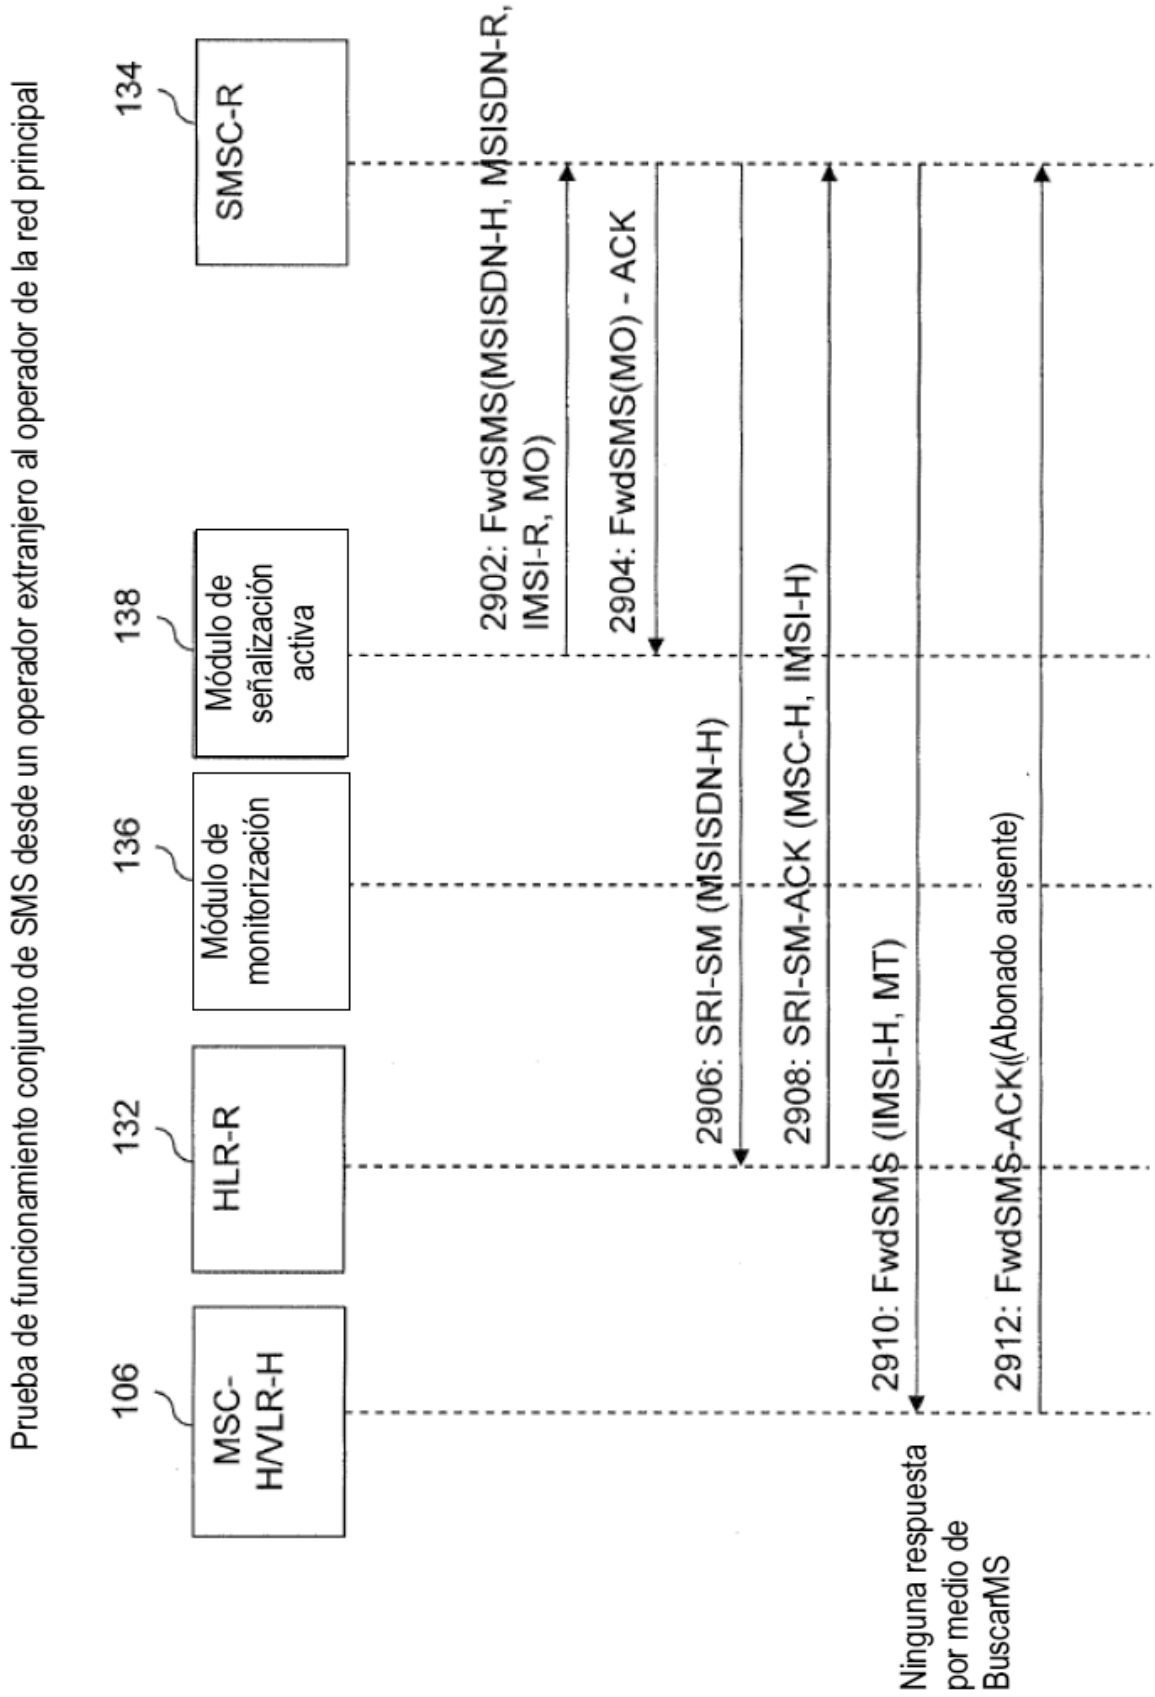 Prueba de funcionamiento conjunto de SMS desde un operador extranjero al operador de la red principal
106
132
136
138
134
MSC-
H/VLR-H
HLR-R
Módulo de
monitorización
Módulo de
señalización
activa
SMSC-R
2902: FwdSMS(MSISDN-H, MSISDN-R,
IMSI-R, MO)
2904: FwdSMS(MO) - ACK
2906: SRI-SM (MSISDN-H)
2908: SRI-SM-ACK (MSC-H, IMSI-H)
2910: FwdSMS (IMSI-H, MT)
Ninguna respuesta
por medio de
BuscarMS
2912: FwdSMS-ACK((Abonado ausente)